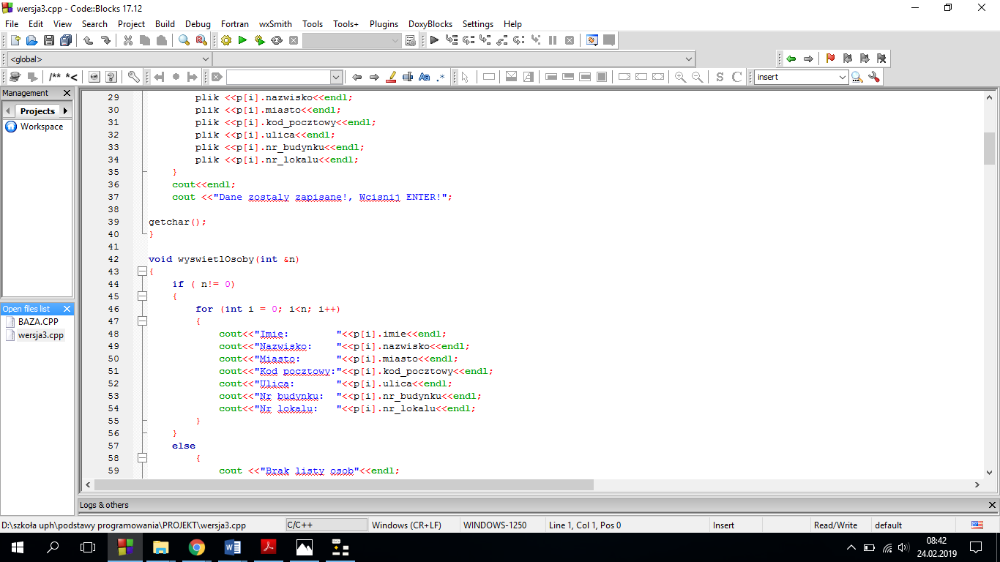 wersja3.cpp - Code::Blocks 17.12
File Edit View Search Project Build Debug Fortran wxSmith Tools Tools+ Plugins DoxyBlocks Settings Help
<global>
/** *<
Aa .*
S C
insert
Management
Projects
Workspace
Open files list
BAZA.CPP
wersja3.cpp
29 plik <<p[i].nazwisko<<endl;
30 plik <<p[i].miasto<<endl;
31 plik <<p[i].kod_pocztowy<<endl;
32 plik <<p[i].ulica<<endl;
33 plik <<p[i].nr_budynku<<endl;
34 plik <<p[i].nr_lokalu<<endl;
35 }
36 cout<<endl;
37 cout <<"Dane zostaly zapisane!, Wcisnij ENTER!";
38
39 getchar();
40 }
41
42 void wyswietlOsoby(int &n)
43 {
44 if ( n!= 0)
45 {
46 for (int i = 0; i<n; i++)
47 {
48 cout<<"Imie:        "<<p[i].imie<<endl;
49 cout<<"Nazwisko:    "<<p[i].nazwisko<<endl;
50 cout<<"Miasto:      "<<p[i].miasto<<endl;
51 cout<<"Kod pocztowy:"<<p[i].kod_pocztowy<<endl;
52 cout<<"Ulica:       "<<p[i].ulica<<endl;
53 cout<<"Nr budynku:  "<<p[i].nr_budynku<<endl;
54 cout<<"Nr lokalu:   "<<p[i].nr_lokalu<<endl;
55 }
56 }
57 else
58 {
59 cout <<"Brak listy osob"<<endl;
Logs & others
D:\szkoła uph\podstawy programowania\PROJEKT\wersja3.cpp C/C++ Windows (CR+LF) WINDOWS-1250 Line 1, Col 1, Pos 0 Insert Read/Write default
08:42
24.02.2019